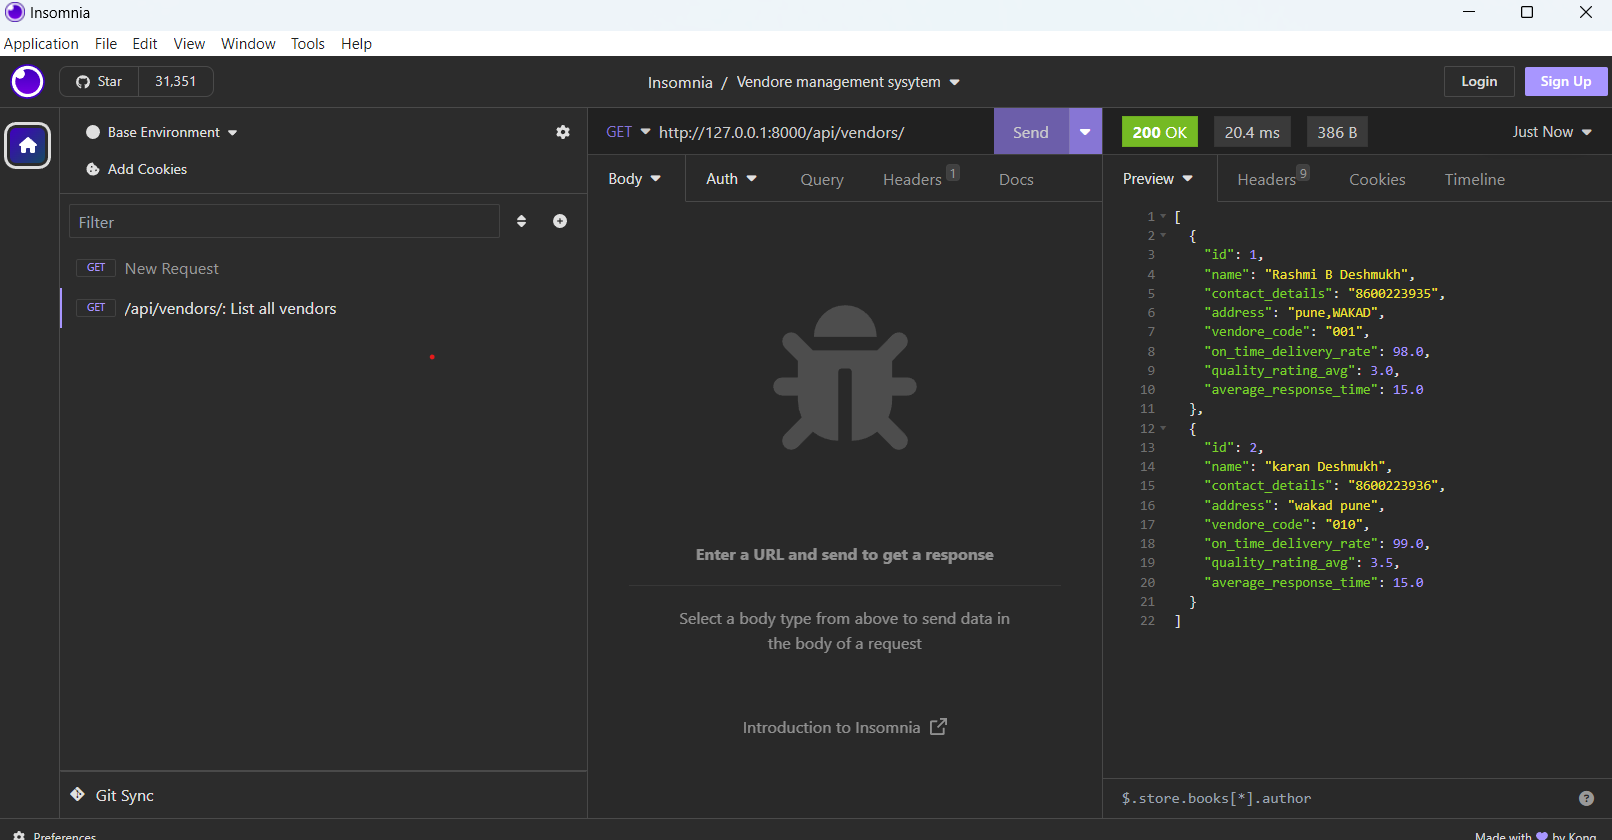 Insomnia
Application File Edit View Window Tools Help
Star 31,351
Insomnia / Vendore management sysytem
Login Sign Up
Base Environment
Add Cookies
Filter
GET New Request
GET /api/vendors/: List all vendors
Git Sync
Preferences
GET http://127.0.0.1:8000/api/vendors/ Send
Body Auth Query Headers 1 Docs
Enter a URL and send to get a response
Select a body type from above to send data in
the body of a request
Introduction to Insomnia
200 OK 20.4 ms 386 B Just Now
Preview Headers 9 Cookies Timeline
1 [
2 {
3 "id": 1,
4 "name": "Rashmi B Deshmukh",
5 "contact_details": "8600223935",
6 "address": "pune,WAKAD",
7 "vendore_code": "001",
8 "on_time_delivery_rate": 98.0,
9 "quality_rating_avg": 3.0,
10 "average_response_time": 15.0
11 },
12 {
13 "id": 2,
14 "name": "karan Deshmukh",
15 "contact_details": "8600223936",
16 "address": "wakad pune",
17 "vendore_code": "010",
18 "on_time_delivery_rate": 99.0,
19 "quality_rating_avg": 3.5,
20 "average_response_time": 15.0
21 }
22 ]
$.store.books[*].author ?
Made with 💜 by Kong